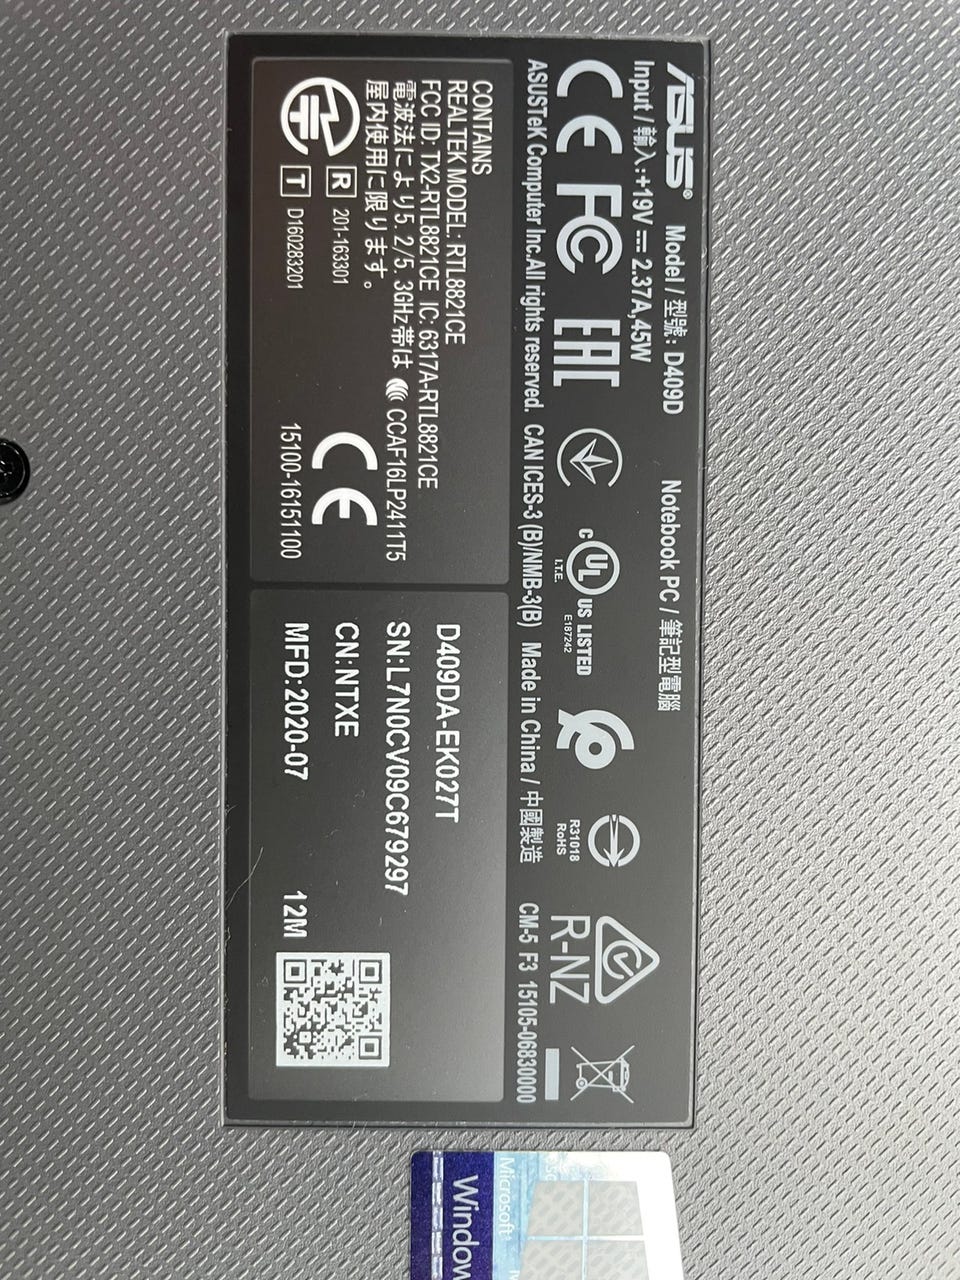 ASUS® Model / 型號: D409D Notebook PC / 筆記型電腦
Input / 輸入:+19V ⎓ 2.37A,45W
CE FC EAC c UL US LISTED
I.T.E. E187242
R31018
RoHS
R-NZ
ASUSTeK Computer Inc.All rights reserved. CAN ICES-3 (B)/NMB-3(B) Made in China / 中國製造 CM-5 F3 15105-06830000
CONTAINS
REALTEK MODEL: RTL8821CE
FCC ID: TX2-RTL8821CE IC: 6317A-RTL8821CE
電波法により5. 2/5. 3GHz帯は CCAF16LP2411T5
屋内使用に限ります。
R 201-163301
T D160283201
CE
15100-16151100
D409DA-EK027T
SN:L7N0CV09C679297
CN:NTXE
MFD:2020-07 12M
Microsoft
Window